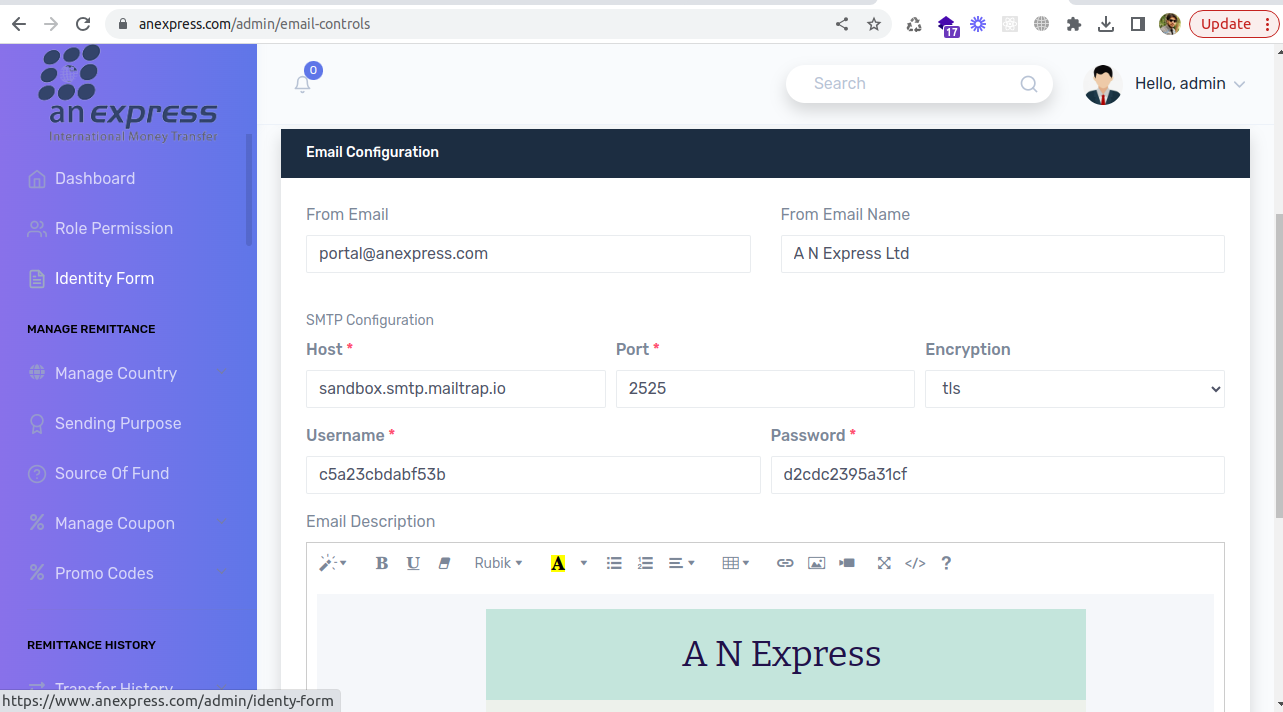 anexpress.com/admin/email-controls
17
Update
an express
International Money Transfer
0
Search
Hello, admin
Dashboard
Role Permission
Identity Form
MANAGE REMITTANCE
Manage Country
Sending Purpose
Source Of Fund
Manage Coupon
Promo Codes
REMITTANCE HISTORY
Transfer History
Email Configuration
From Email
From Email Name
portal@anexpress.com
A N Express Ltd
SMTP Configuration
Host *
Port *
Encryption
sandbox.smtp.mailtrap.io
2525
tls
Username *
Password *
c5a23cbdabf53b
d2cdc2395a31cf
Email Description
B U Rubik A </> ?
A N Express
https://www.anexpress.com/admin/identy-form